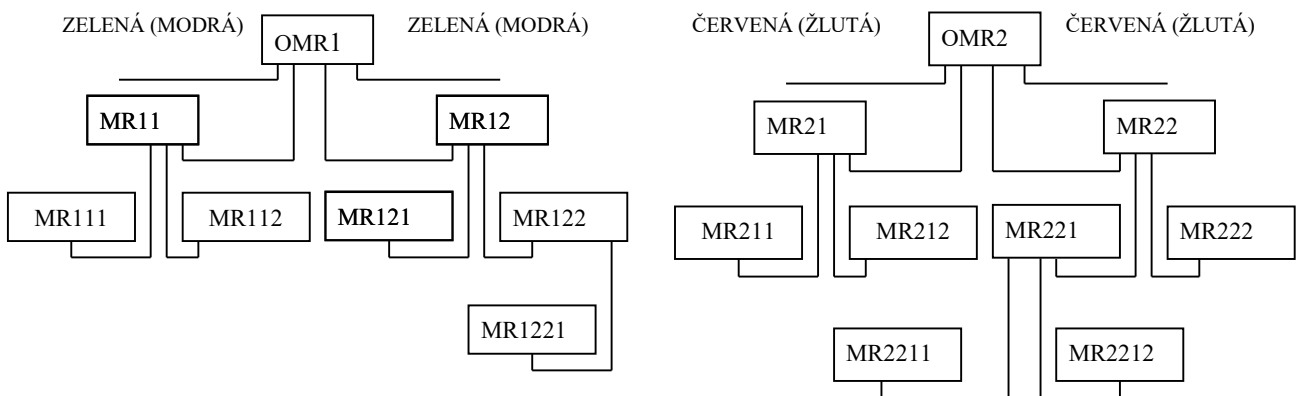 ZELENÁ (MODRÁ)
OMR1
ZELENÁ (MODRÁ)
ČERVENÁ (ŽLUTÁ)
OMR2
ČERVENÁ (ŽLUTÁ)
MR11
MR12
MR21
MR22
MR111
MR112
MR121
MR122
MR211
MR212
MR221
MR222
MR1221
MR2211
MR2212